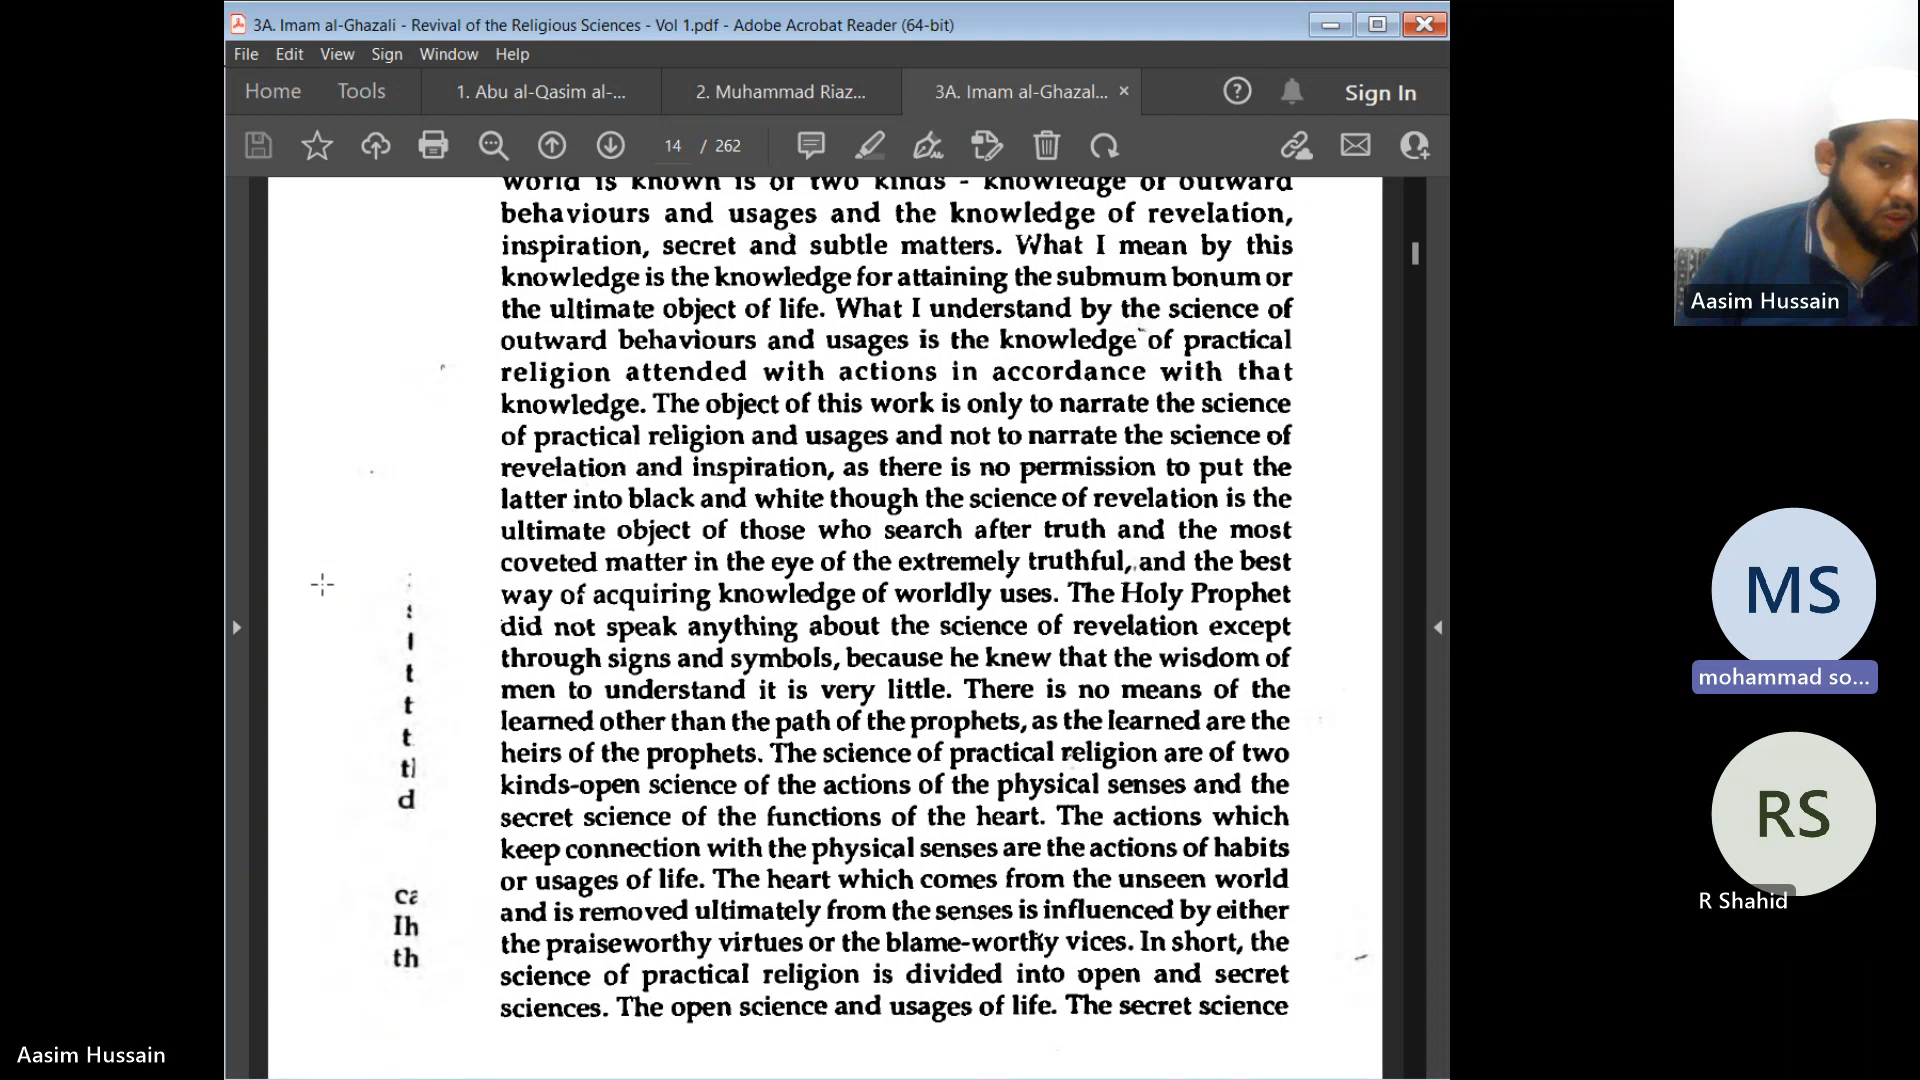 3A. Imam al-Ghazali - Revival of the Religious Sciences - Vol 1.pdf - Adobe Acrobat Reader (64-bit)
File Edit View Sign Window Help
Home Tools 1. Abu al-Qasim al-... 2. Muhammad Riaz... 3A. Imam al-Ghazal... × Sign In
14 / 262
world is known is of two kinds - knowledge of outward
behaviours and usages and the knowledge of revelation,
inspiration, secret and subtle matters. What I mean by this
knowledge is the knowledge for attaining the submum bonum or
the ultimate object of life. What I understand by the science of
outward behaviours and usages is the knowledge of practical
religion attended with actions in accordance with that
knowledge. The object of this work is only to narrate the science
of practical religion and usages and not to narrate the science of
revelation and inspiration, as there is no permission to put the
latter into black and white though the science of revelation is the
ultimate object of those who search after truth and the most
coveted matter in the eye of the extremely truthful, and the best
way of acquiring knowledge of worldly uses. The Holy Prophet
did not speak anything about the science of revelation except
through signs and symbols, because he knew that the wisdom of
men to understand it is very little. There is no means of the
learned other than the path of the prophets, as the learned are the
heirs of the prophets. The science of practical religion are of two
kinds-open science of the actions of the physical senses and the
secret science of the functions of the heart. The actions which
keep connection with the physical senses are the actions of habits
or usages of life. The heart which comes from the unseen world
and is removed ultimately from the senses is influenced by either
the praiseworthy virtues or the blame-worthy vices. In short, the
science of practical religion is divided into open and secret
sciences. The open science and usages of life. The secret science
t
t
t
d
ca
Ih
th
Aasim Hussain
MS
mohammad so...
RS
R Shahid
Aasim Hussain